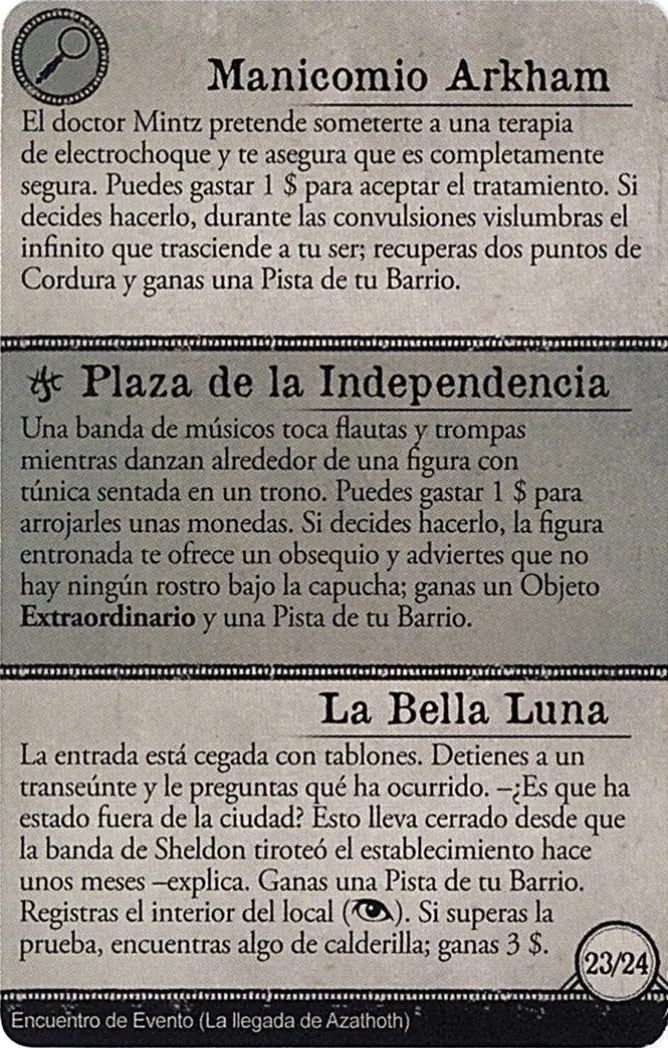 Manicomio Arkham
El doctor Mintz pretende someterte a una terapia
de electrochoque y te asegura que es completamente
segura. Puedes gastar 1 $ para aceptar el tratamiento. Si
decides hacerlo, durante las convulsiones vislumbras el
infinito que trasciende a tu ser; recuperas dos puntos de
Cordura y ganas una Pista de tu Barrio.
Plaza de la Independencia
Una banda de músicos toca flautas y trompas
mientras danzan alrededor de una figura con
túnica sentada en un trono. Puedes gastar 1 $ para
arrojarles unas monedas. Si decides hacerlo, la figura
entronada te ofrece un obsequio y adviertes que no
hay ningún rostro bajo la capucha; ganas un Objeto
Extraordinario y una Pista de tu Barrio.
La Bella Luna
La entrada está cegada con tablones. Detienes a un
transeúnte y le preguntas qué ha ocurrido. –¿Es que ha
estado fuera de la ciudad? Esto lleva cerrado desde que
la banda de Sheldon tiroteó el establecimiento hace
unos meses –explica. Ganas una Pista de tu Barrio.
Registras el interior del local (). Si superas la
prueba, encuentras algo de calderilla; ganas 3 $.
23/24
Encuentro de Evento (La llegada de Azathoth)